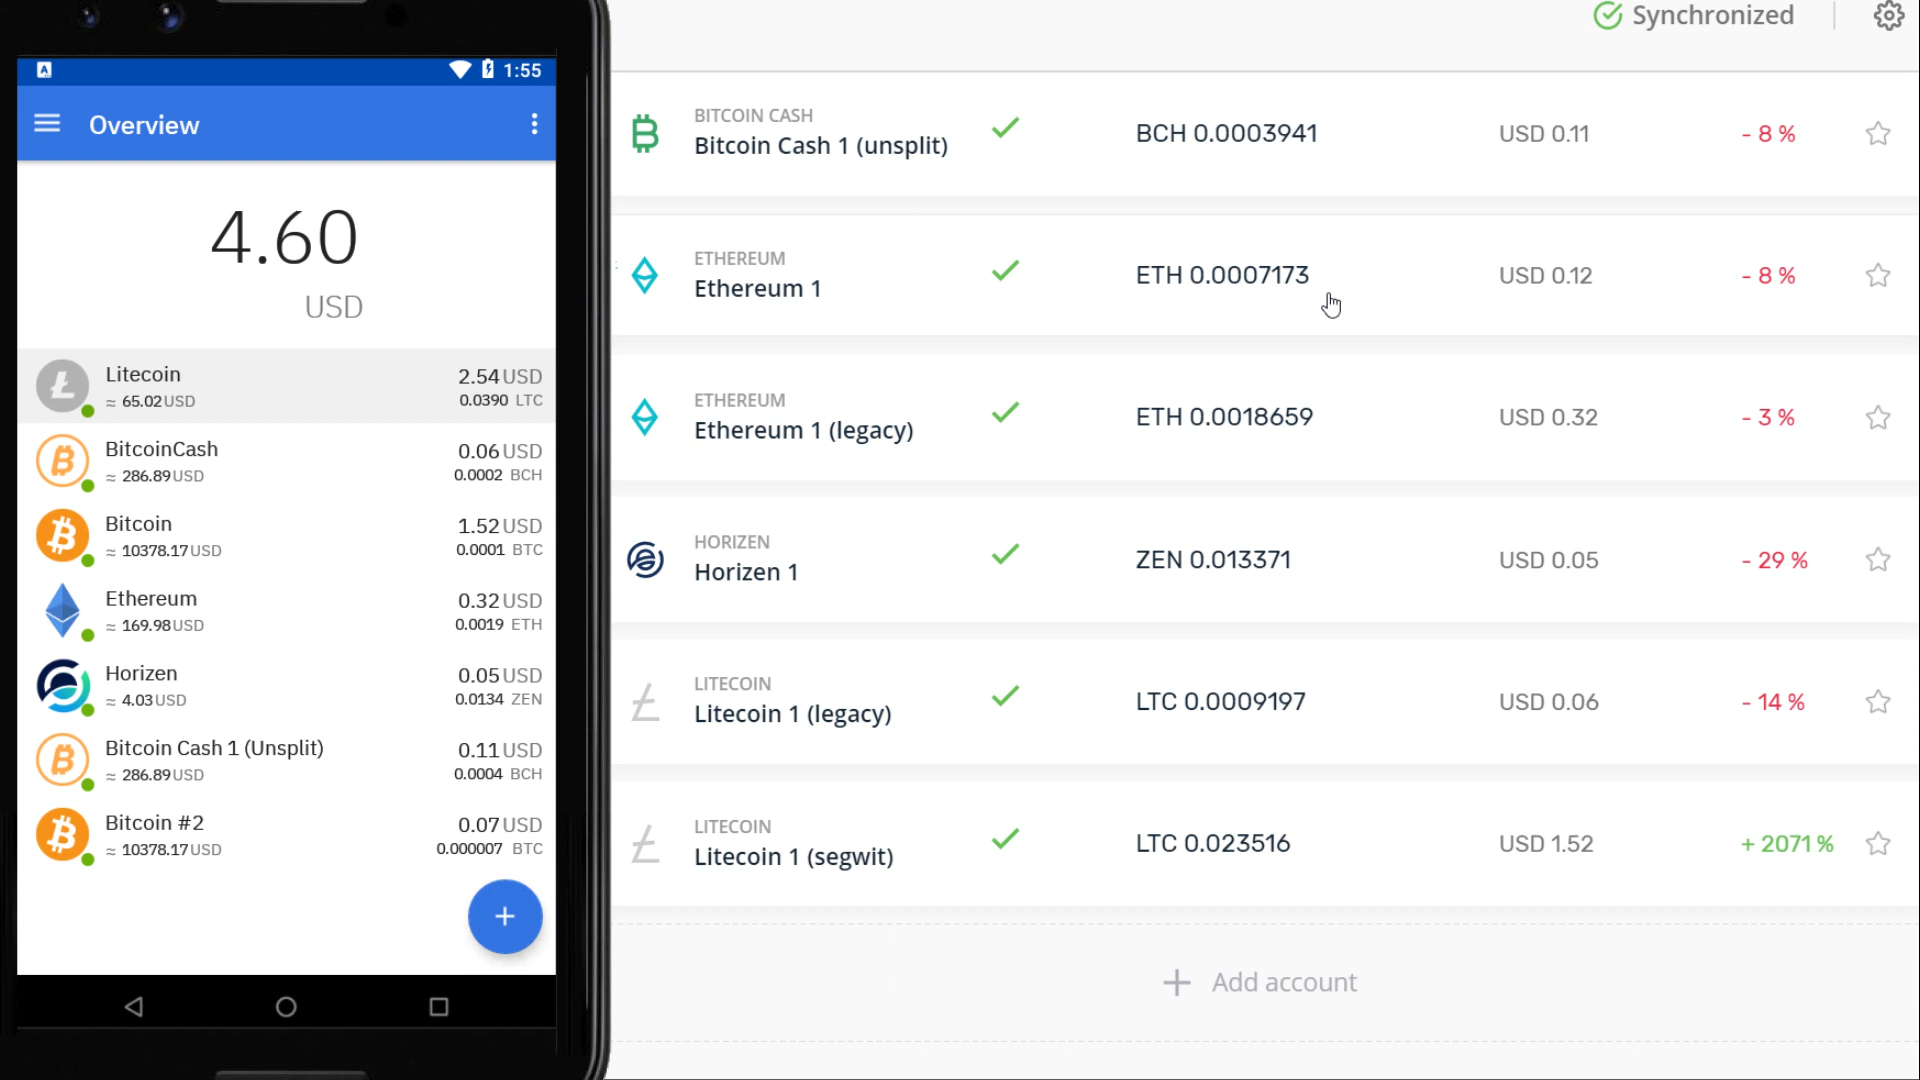 1:55
Overview
4.60
USD
Litecoin
≈ 65.02 USD
2.54 USD
0.0390 LTC
BitcoinCash
≈ 286.89 USD
0.06 USD
0.0002 BCH
Bitcoin
≈ 10378.17 USD
1.52 USD
0.0001 BTC
Ethereum
≈ 169.98 USD
0.32 USD
0.0019 ETH
Horizen
≈ 4.03 USD
0.05 USD
0.0134 ZEN
Bitcoin Cash 1 (Unsplit)
≈ 286.89 USD
0.11 USD
0.0004 BCH
Bitcoin #2
≈ 10378.17 USD
0.07 USD
0.000007 BTC
Synchronized
BITCOIN CASH
Bitcoin Cash 1 (unsplit)
BCH 0.0003941
USD 0.11
- 8 %
ETHEREUM
Ethereum 1
ETH 0.0007173
USD 0.12
- 8 %
ETHEREUM
Ethereum 1 (legacy)
ETH 0.0018659
USD 0.32
- 3 %
HORIZEN
Horizen 1
ZEN 0.013371
USD 0.05
- 29 %
LITECOIN
Litecoin 1 (legacy)
LTC 0.0009197
USD 0.06
- 14 %
LITECOIN
Litecoin 1 (segwit)
LTC 0.023516
USD 1.52
+ 2071 %
+ Add account